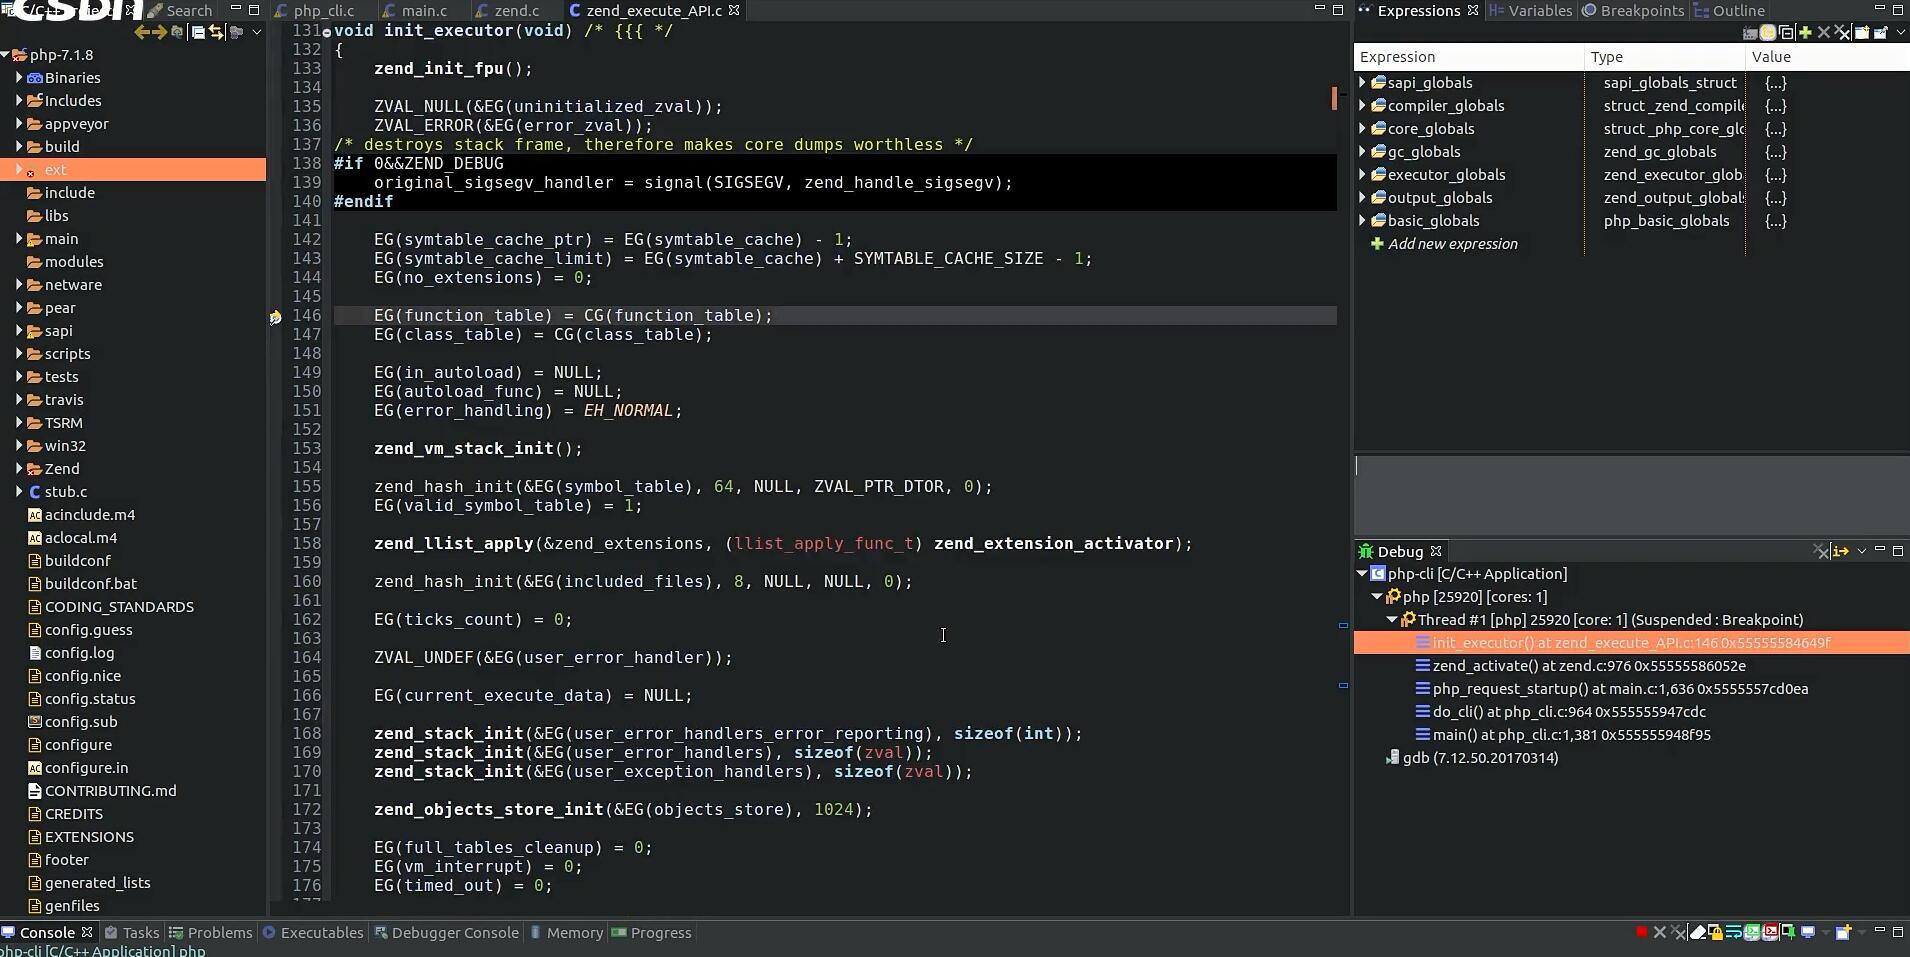 CSDN
Search
php_cli.c
main.c
zend.c
zend_execute_API.c
php-7.1.8
Binaries
Includes
appveyor
build
ext
include
libs
main
modules
netware
pear
sapi
scripts
tests
travis
TSRM
win32
Zend
stub.c
acinclude.m4
aclocal.m4
buildconf
buildconf.bat
CODING_STANDARDS
config.guess
config.log
config.nice
config.status
config.sub
configure
configure.in
CONTRIBUTING.md
CREDITS
EXTENSIONS
footer
generated_lists
genfiles
131 void init_executor(void) /* {{{ */
132 {
133 zend_init_fpu();
134
135 ZVAL_NULL(&EG(uninitialized_zval));
136 ZVAL_ERROR(&EG(error_zval));
137 /* destroys stack frame, therefore makes core dumps worthless */
138 #if 0&&ZEND_DEBUG
139 original_sigsegv_handler = signal(SIGSEGV, zend_handle_sigsegv);
140 #endif
141
142 EG(symtable_cache_ptr) = EG(symtable_cache) - 1;
143 EG(symtable_cache_limit) = EG(symtable_cache) + SYMTABLE_CACHE_SIZE - 1;
144 EG(no_extensions) = 0;
145
146 EG(function_table) = CG(function_table);
147 EG(class_table) = CG(class_table);
148
149 EG(in_autoload) = NULL;
150 EG(autoload_func) = NULL;
151 EG(error_handling) = EH_NORMAL;
152
153 zend_vm_stack_init();
154
155 zend_hash_init(&EG(symbol_table), 64, NULL, ZVAL_PTR_DTOR, 0);
156 EG(valid_symbol_table) = 1;
157
158 zend_llist_apply(&zend_extensions, (llist_apply_func_t) zend_extension_activator);
159
160 zend_hash_init(&EG(included_files), 8, NULL, NULL, 0);
161
162 EG(ticks_count) = 0;
163
164 ZVAL_UNDEF(&EG(user_error_handler));
165
166 EG(current_execute_data) = NULL;
167
168 zend_stack_init(&EG(user_error_handlers_error_reporting), sizeof(int));
169 zend_stack_init(&EG(user_error_handlers), sizeof(zval));
170 zend_stack_init(&EG(user_exception_handlers), sizeof(zval));
171
172 zend_objects_store_init(&EG(objects_store), 1024);
173
174 EG(full_tables_cleanup) = 0;
175 EG(vm_interrupt) = 0;
176 EG(timed_out) = 0;
Expressions Variables Breakpoints Outline
Expression Type Value
sapi_globals sapi_globals_struct {...}
compiler_globals struct_zend_compile {...}
core_globals struct_php_core_glo {...}
gc_globals zend_gc_globals {...}
executor_globals zend_executor_glob {...}
output_globals zend_output_globals {...}
basic_globals php_basic_globals {...}
Add new expression
Debug
php-cli [C/C++ Application]
php [25920] [cores: 1]
Thread #1 [php] 25920 [core: 1] (Suspended : Breakpoint)
init_executor() at zend_execute_API.c:146 0x55555584649f
zend_activate() at zend.c:976 0x55555586052e
php_request_startup() at main.c:1,636 0x5555557cd0ea
do_cli() at php_cli.c:964 0x555555947cdc
main() at php_cli.c:1,381 0x555555948f95
gdb (7.12.50.20170314)
Console Tasks Problems Executables Debugger Console Memory Progress
php-cli [C/C++ Application] php